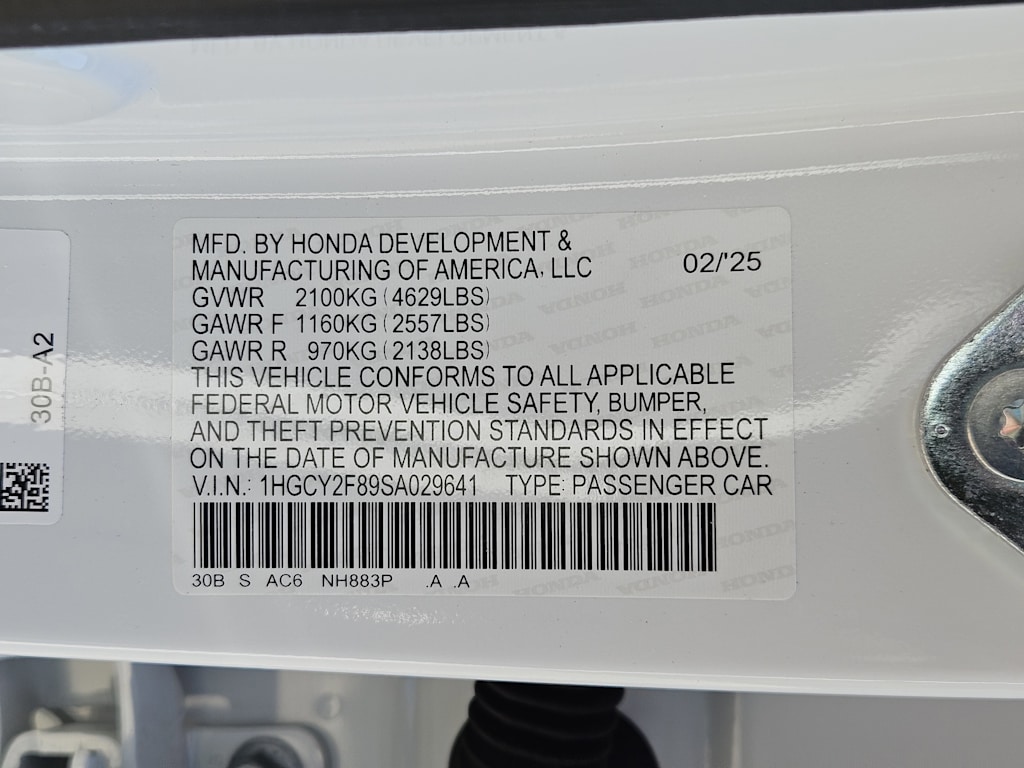 MFD. BY HONDA DEVELOPMENT &
MANUFACTURING OF AMERICA, LLC 02/'25
GVWR 2100KG (4629LBS)
GAWR F 1160KG (2557LBS)
GAWR R 970KG (2138LBS)
THIS VEHICLE CONFORMS TO ALL APPLICABLE
FEDERAL MOTOR VEHICLE SAFETY, BUMPER,
AND THEFT PREVENTION STANDARDS IN EFFECT
ON THE DATE OF MANUFACTURE SHOWN ABOVE.
V.I.N.: 1HGCY2F89SA029641 TYPE: PASSENGER CAR
30B S AC6 NH883P .A .A
30B-A2